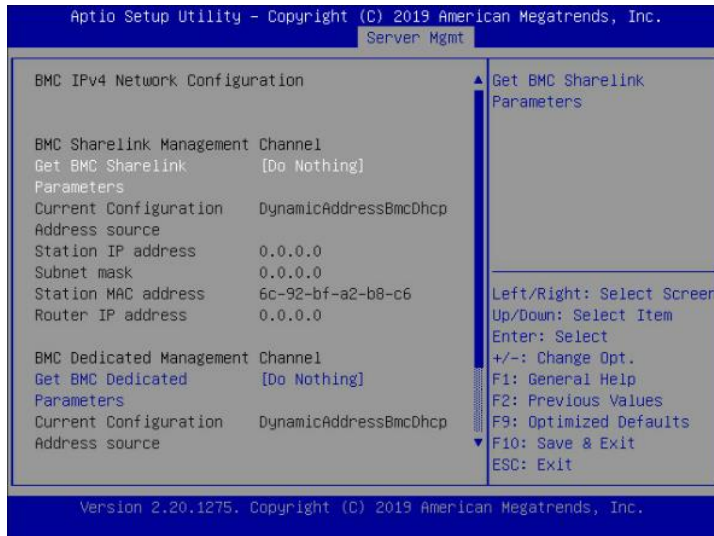 Aptio Setup Utility – Copyright (C) 2019 American Megatrends, Inc.
Server Mgmt
BMC IPv4 Network Configuration
BMC Sharelink Management Channel
Get BMC Sharelink [Do Nothing]
Parameters
Current Configuration DynamicAddressBmcDhcp
Address source
Station IP address 0.0.0.0
Subnet mask 0.0.0.0
Station MAC address 6c-92-bf-a2-b8-c6
Router IP address 0.0.0.0
BMC Dedicated Management Channel
Get BMC Dedicated [Do Nothing]
Parameters
Current Configuration DynamicAddressBmcDhcp
Address source
Get BMC Sharelink
Parameters
Left/Right: Select Screen
Up/Down: Select Item
Enter: Select
+/-: Change Opt.
F1: General Help
F2: Previous Values
F9: Optimized Defaults
F10: Save & Exit
ESC: Exit
Version 2.20.1275. Copyright (C) 2019 American Megatrends, Inc.